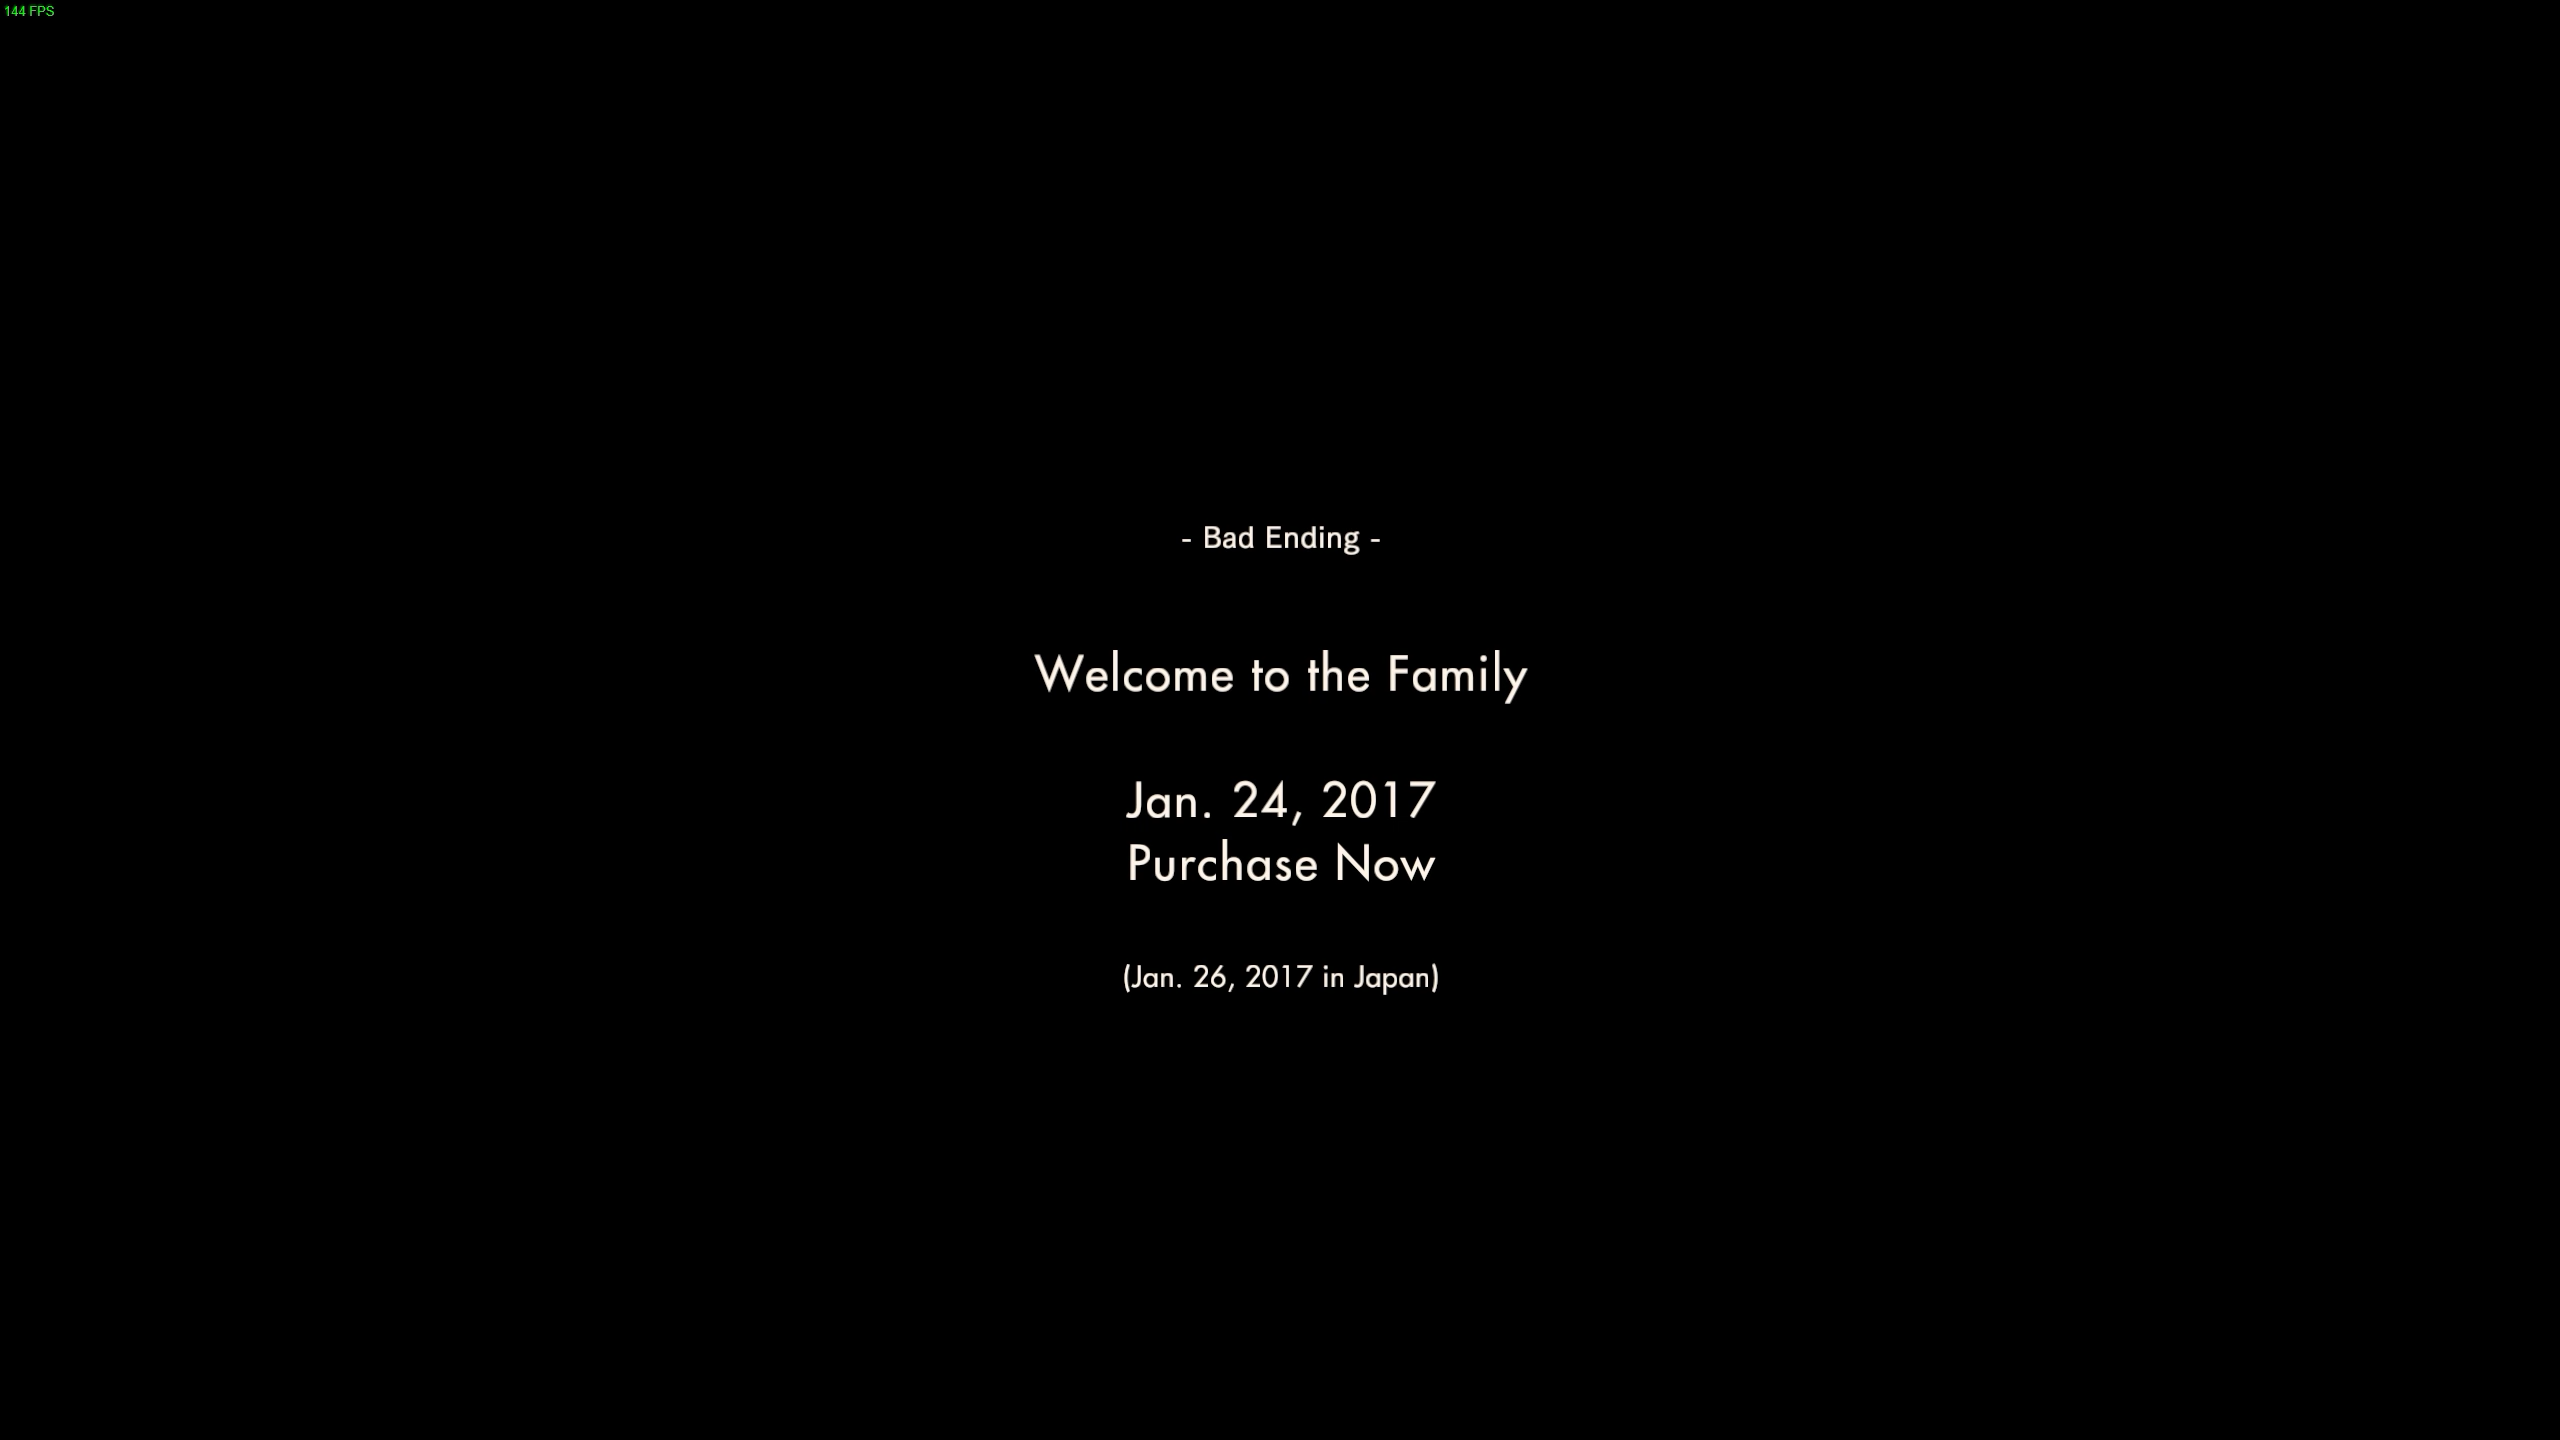 144 FPS
- Bad Ending -
Welcome to the Family
Jan. 24, 2017
Purchase Now
(Jan. 26, 2017 in Japan)